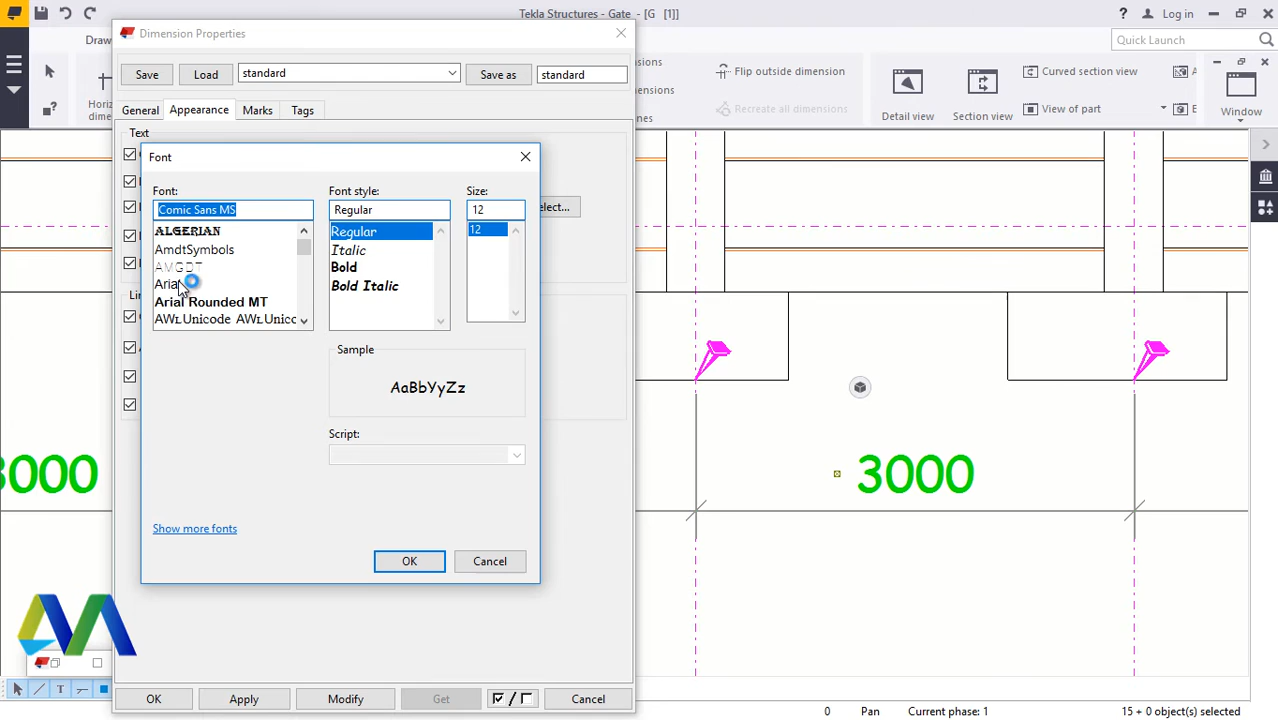 Tekla Structures - Gate - [G [1]]
? Log in
Draw
Quick Launch
Dimension Properties
Save Load standard Save as standard
General Appearance Marks Tags
Text
Font
Font: Font style: Size:
Comic Sans MS Regular 12
ALGERIAN Regular 12
AmdtSymbols Italic
AMGDT Bold
Arial Bold Italic
Arial Rounded MT
AWLUnicode AWLUnicc
Sample
AaBbYyZz
Script:
Show more fonts
OK Cancel
OK Apply Modify Get / Cancel
Flip outside dimension
Recreate all dimensions
Detail view Section view
Curved section view
View of part
Window
3000 3000
0 Pan Current phase: 1 15 + 0 object(s) selected